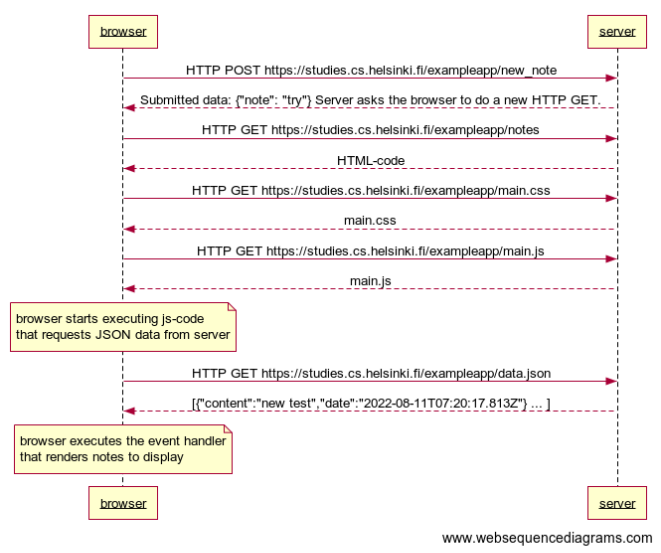 browser server
HTTP POST https://studies.cs.helsinki.fi/exampleapp/new_note
Submitted data: {"note": "try"} Server asks the browser to do a new HTTP GET.
HTTP GET https://studies.cs.helsinki.fi/exampleapp/notes
HTML-code
HTTP GET https://studies.cs.helsinki.fi/exampleapp/main.css
main.css
HTTP GET https://studies.cs.helsinki.fi/exampleapp/main.js
main.js
browser starts executing js-code
that requests JSON data from server
HTTP GET https://studies.cs.helsinki.fi/exampleapp/data.json
[{"content":"new test","date":"2022-08-11T07:20:17.813Z"} ... ]
browser executes the event handler
that renders notes to display
browser server
www.websequencediagrams.com